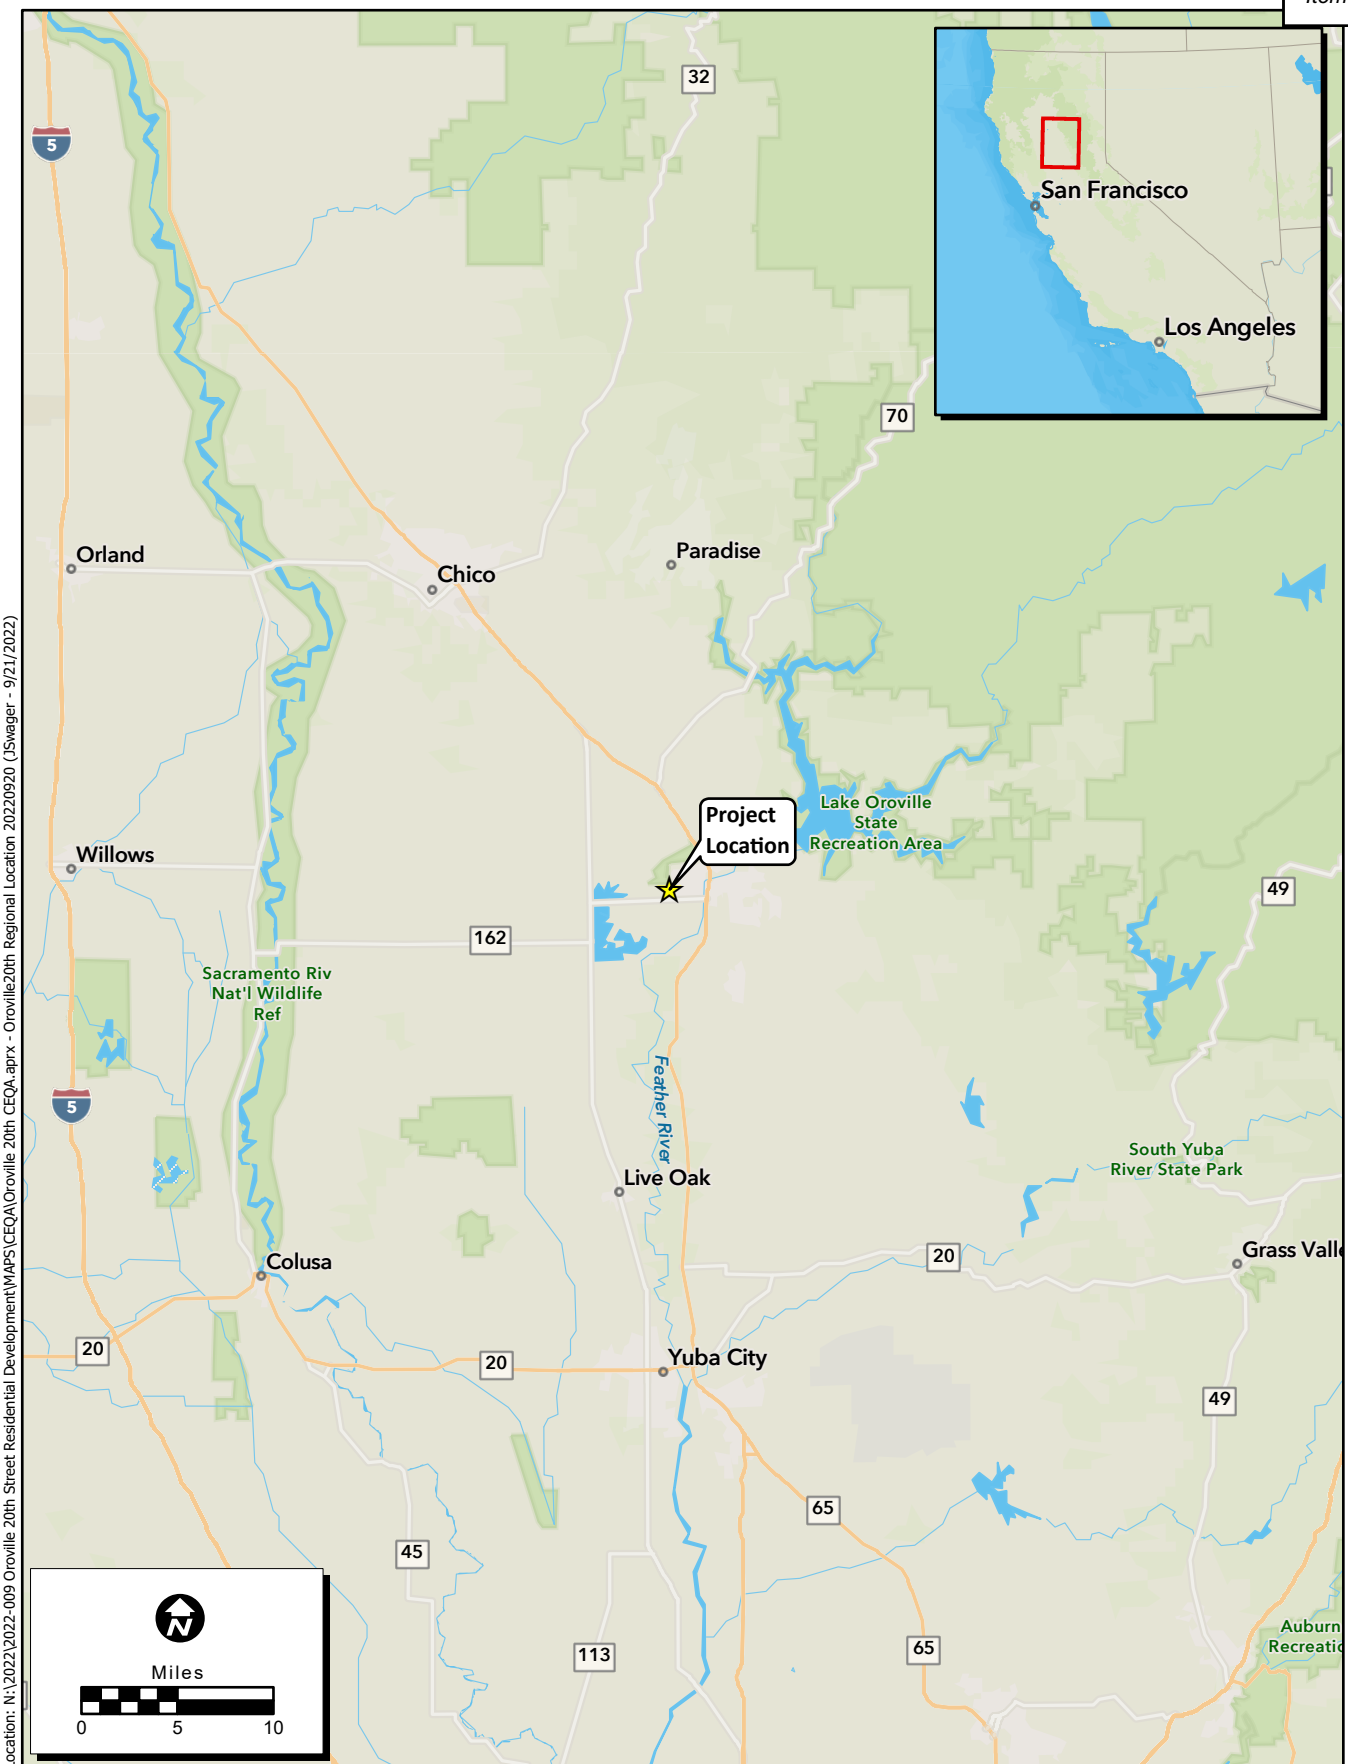 32
5
San Francisco
Los Angeles
70
Orland
Chico
Paradise
Project
Location
Lake Oroville
State
Recreation Area
Willows
49
162
Sacramento Riv
Nat'l Wildlife
Ref
Feather River
5
South Yuba
River State Park
Live Oak
Colusa
20
Grass Valle
20
20
Yuba City
49
65
45
113
65
Auburn
Recreatio
N
Miles
0 5 10
ocation: N:\2022\2022-009 Oroville 20th Street Residential Development\MAPS\CEQA\Oroville 20th CEQA.aprx - Oroville20th Regional Location 20220920 (JSwager - 9/21/2022)